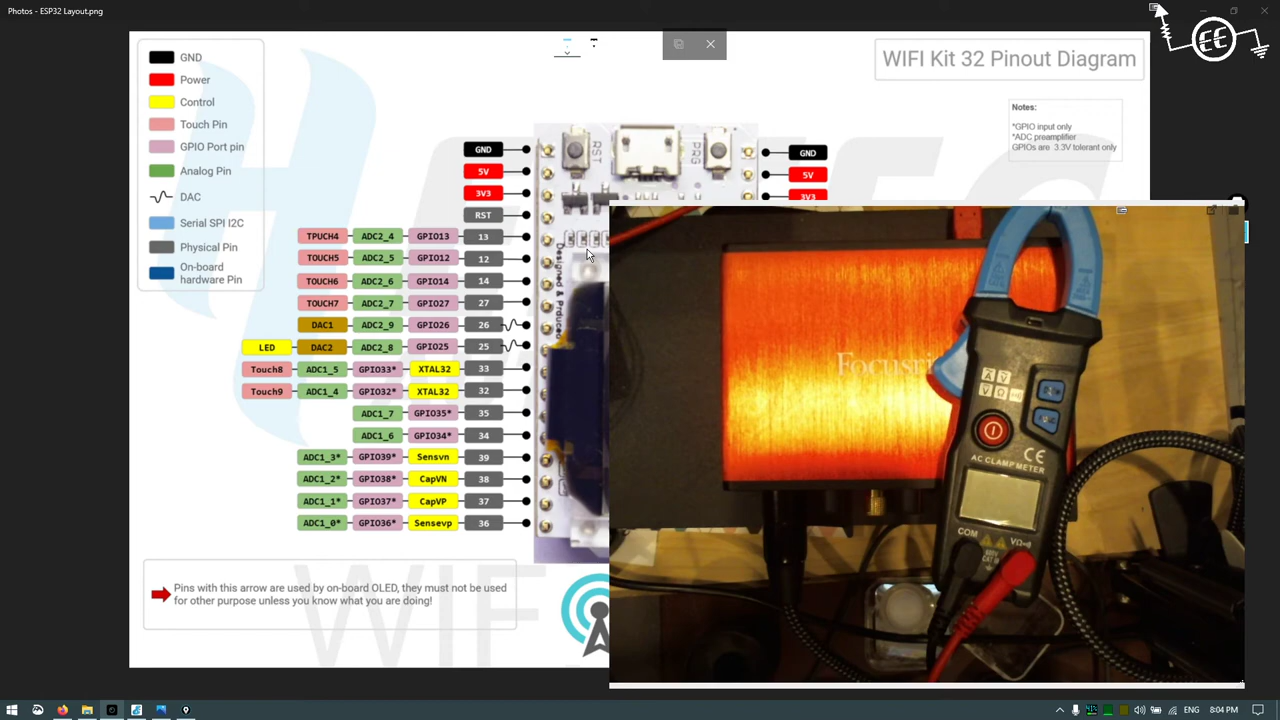 Photos - ESP32 Layout.png
EE
WIFI Kit 32 Pinout Diagram
GND
Power
Control
Touch Pin
GPIO Port pin
Analog Pin
DAC
Serial SPI I2C
Physical Pin
On-board
hardware Pin
Notes:
*GPIO input only
*ADC preamplifier
GPIOs are 3.3V tolerant only
RST
PRG
GND
5V
3V3
RST
TPUCH4 ADC2_4 GPIO13 13
TOUCH5 ADC2_5 GPIO12 12
TOUCH6 ADC2_6 GPIO14 14
TOUCH7 ADC2_7 GPIO27 27
DAC1 ADC2_9 GPIO26 26
LED DAC2 ADC2_8 GPIO25 25
Touch8 ADC1_5 GPIO33* XTAL32 33
Touch9 ADC1_4 GPIO32* XTAL32 32
ADC1_7 GPIO35* 35
ADC1_6 GPIO34* 34
ADC1_3* GPIO39* Sensvn 39
ADC1_2* GPIO38* CapVN 38
ADC1_1* GPIO37* CapVP 37
ADC1_0* GPIO36* Sensevp 36
GND
5V
3V3
Designed & Produced
Pins with this arrow are used by on-board OLED, they must not be used
for other purpose unless you know what you are doing!
WIF
Focusri
CE
AC CLAMP METER
COM
600V
ENG
8:04 PM